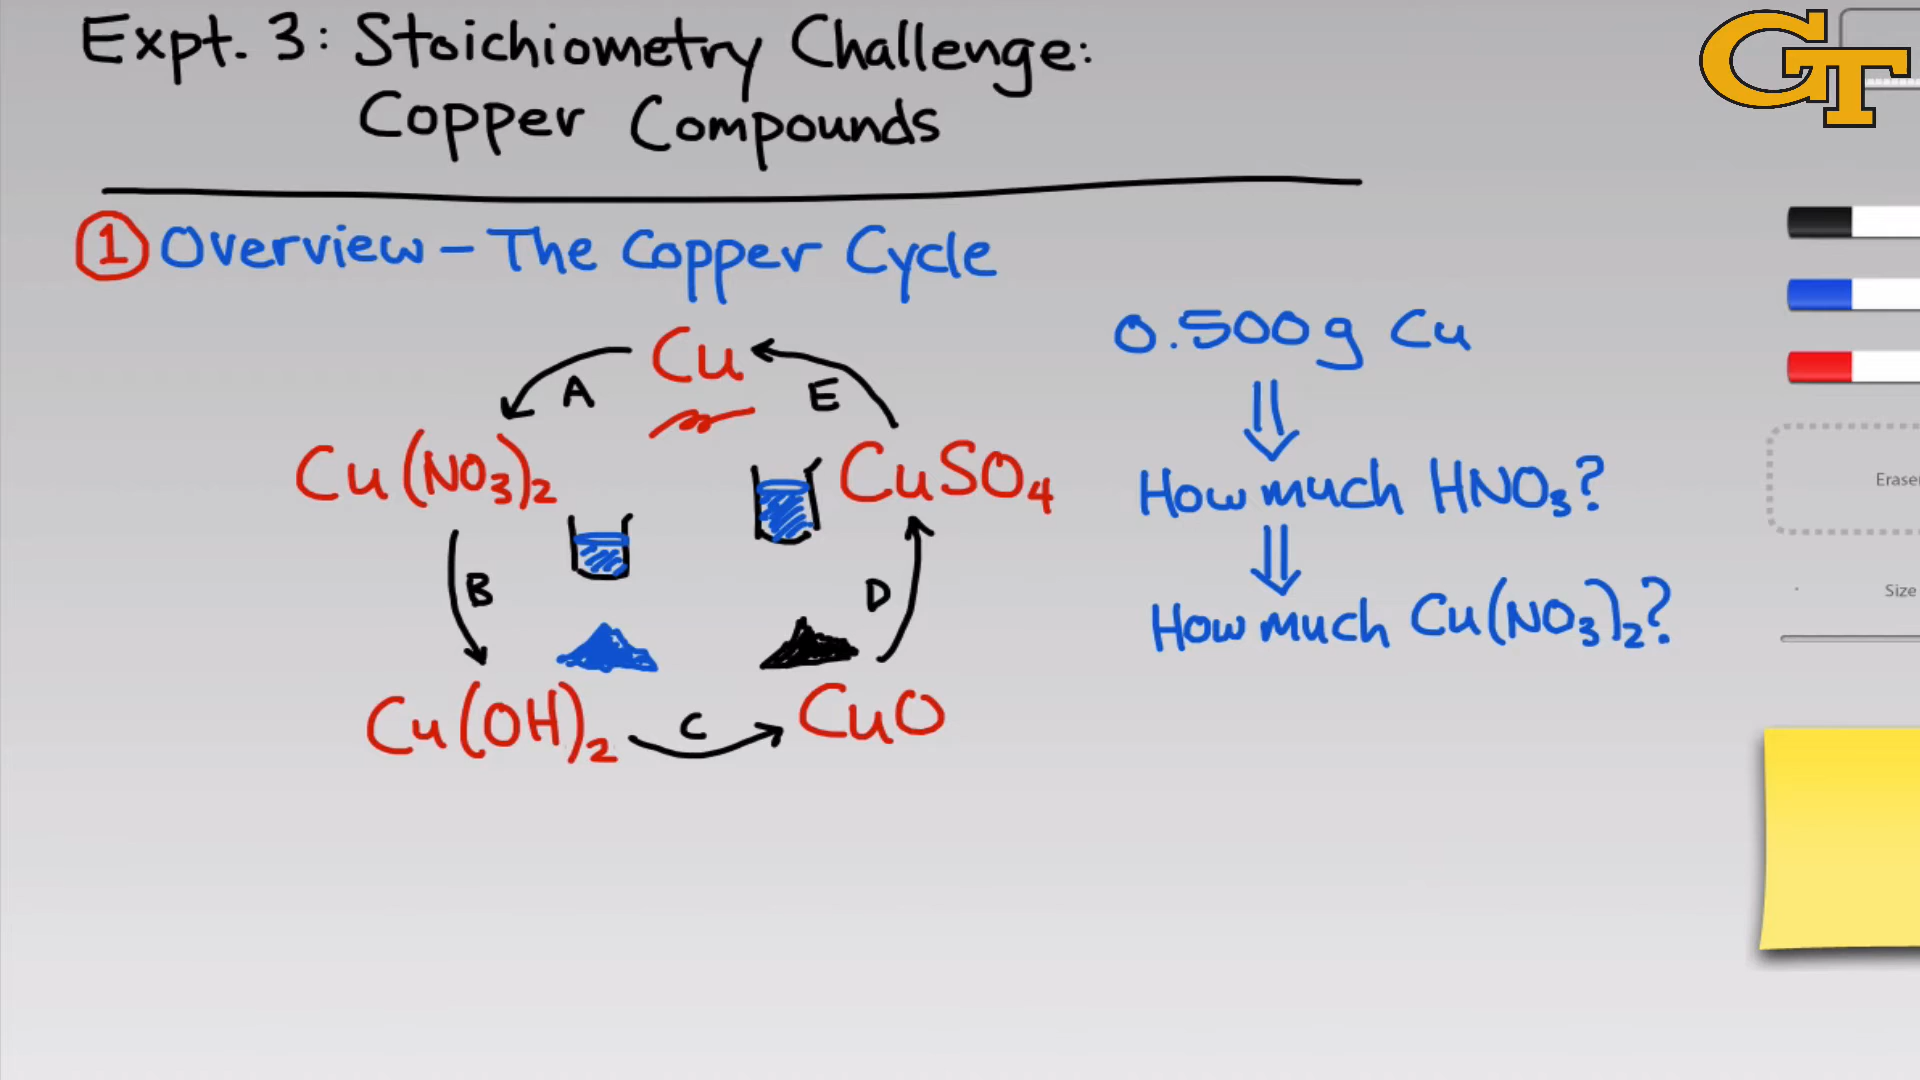 Expt. 3: Stoichiometry Challenge:
Copper Compounds
GT
1 Overview – The Copper Cycle
Cu
A
E
Cu(NO₃)₂
CuSO₄
B
D
Cu(OH)₂
C
CuO
0.500g Cu
How much HNO₃?
How much Cu(NO₃)₂?
Eraser
Size